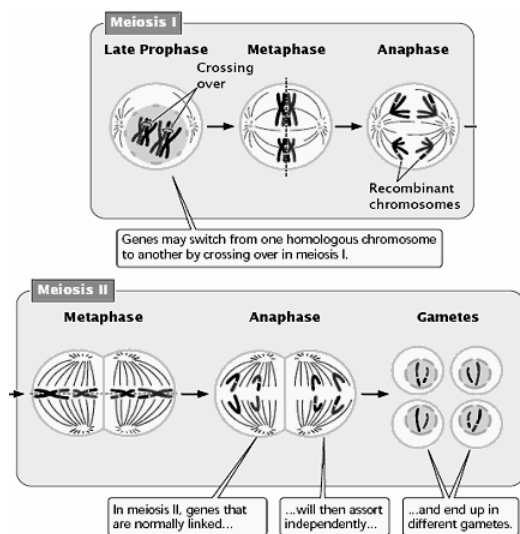 Meiosis I
Late Prophase
Metaphase
Anaphase
Crossing
over
Recombinant
chromosomes
Genes may switch from one homologous chromosome
to another by crossing over in meiosis I.
Meiosis II
Metaphase
Anaphase
Gametes
In meiosis II, genes that
are normally linked...
...will then assort
independently...
...and end up in
different gametes.